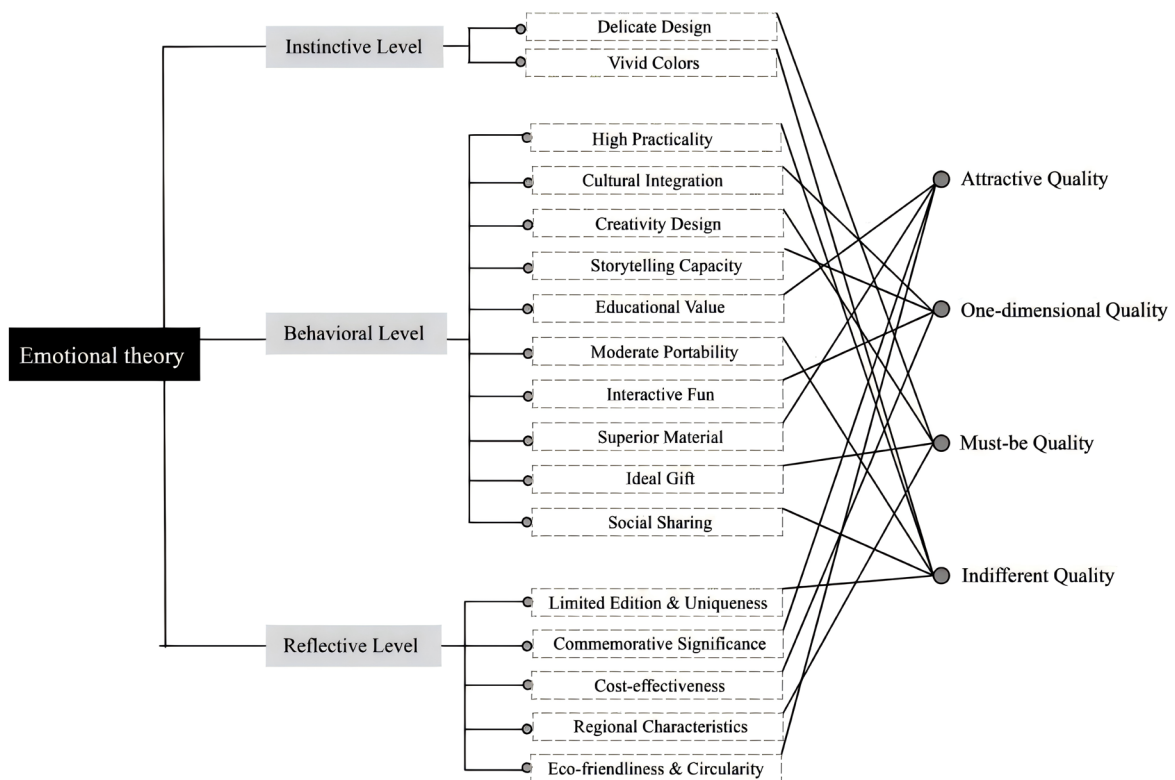 Emotional theory
Instinctive Level
Delicate Design
Vivid Colors
Behavioral Level
High Practicality
Cultural Integration
Creativity Design
Storytelling Capacity
Educational Value
Moderate Portability
Interactive Fun
Superior Material
Ideal Gift
Social Sharing
Reflective Level
Limited Edition & Uniqueness
Commemorative Significance
Cost-effectiveness
Regional Characteristics
Eco-friendliness & Circularity
Attractive Quality
One-dimensional Quality
Must-be Quality
Indifferent Quality